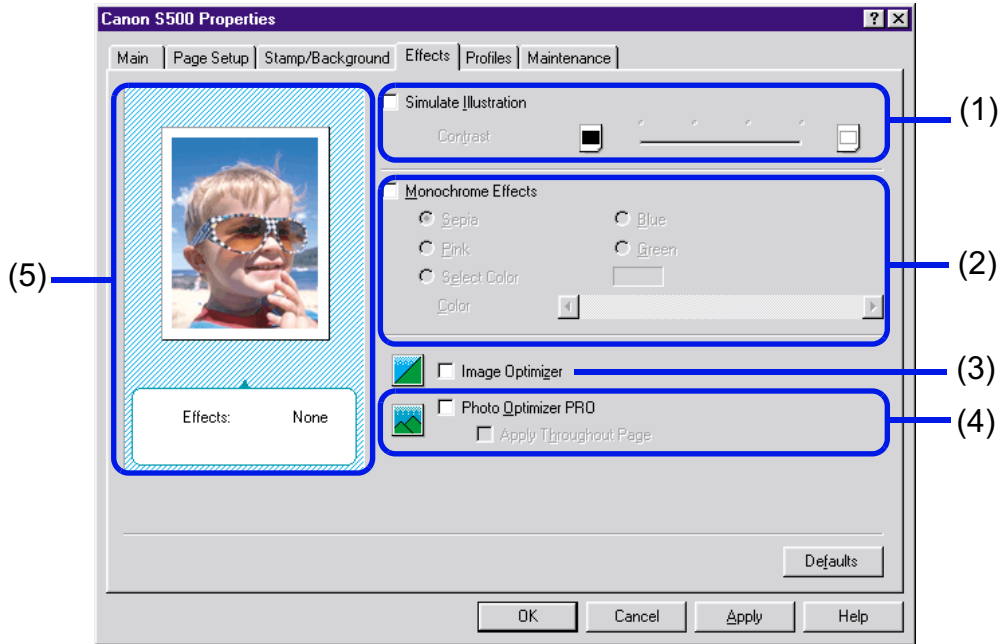 Canon S500 Properties
Main Page Setup Stamp/Background Effects Profiles Maintenance
Simulate Illustration
(1)
Contrast
Monochrome Effects
Sepia Blue
Pink Green
(2)
(5)
Select Color
Color
Image Optimizer
(3)
Effects: None
Photo Optimizer PRO
(4)
Apply Throughout Page
Defaults
OK Cancel Apply Help